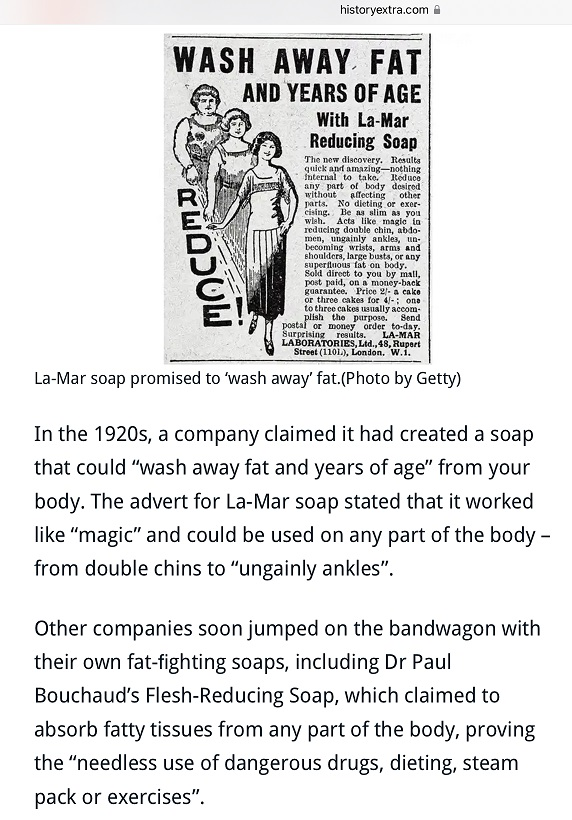 historyextra.com
WASH AWAY FAT
AND YEARS OF AGE
With La-Mar
Reducing Soap
The new discovery. Results
quick and amazing—nothing
internal to take. Reduce
any part of body desired
without affecting other
parts. No dieting or exer-
cising. Be as slim as you
wish. Acts like magic in
reducing double chin, abdo-
men, ungainly ankles, un-
becoming wrists, arms and
shoulders, large busts, or any
superfluous fat on body.
Sold direct to you by mail,
post paid, on a money-back
guarantee. Price 2/- a cake
or three cakes for 4/-; one
to three cakes usually accom-
plish the purpose. Send
postal or money order to-day.
Surprising results. LA-MAR
LABORATORIES, Ltd., 48, Rupert
Street (110L), London. W.1.
REDUCE!
La-Mar soap promised to ‘wash away’ fat.(Photo by Getty)
In the 1920s, a company claimed it had created a soap
that could “wash away fat and years of age” from your
body. The advert for La-Mar soap stated that it worked
like “magic” and could be used on any part of the body –
from double chins to “ungainly ankles”.
Other companies soon jumped on the bandwagon with
their own fat-fighting soaps, including Dr Paul
Bouchaud’s Flesh-Reducing Soap, which claimed to
absorb fatty tissues from any part of the body, proving
the “needless use of dangerous drugs, dieting, steam
pack or exercises”.